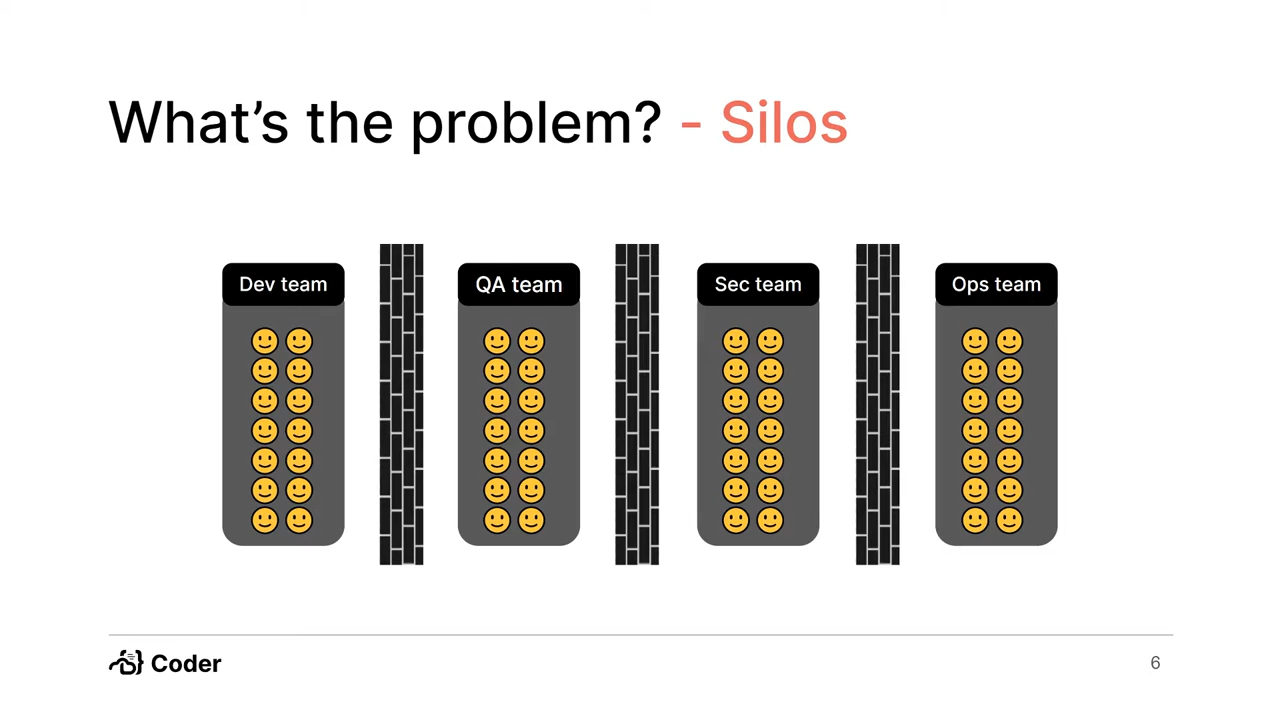 What’s the problem? - Silos
Dev team
QA team
Sec team
Ops team
Coder
6